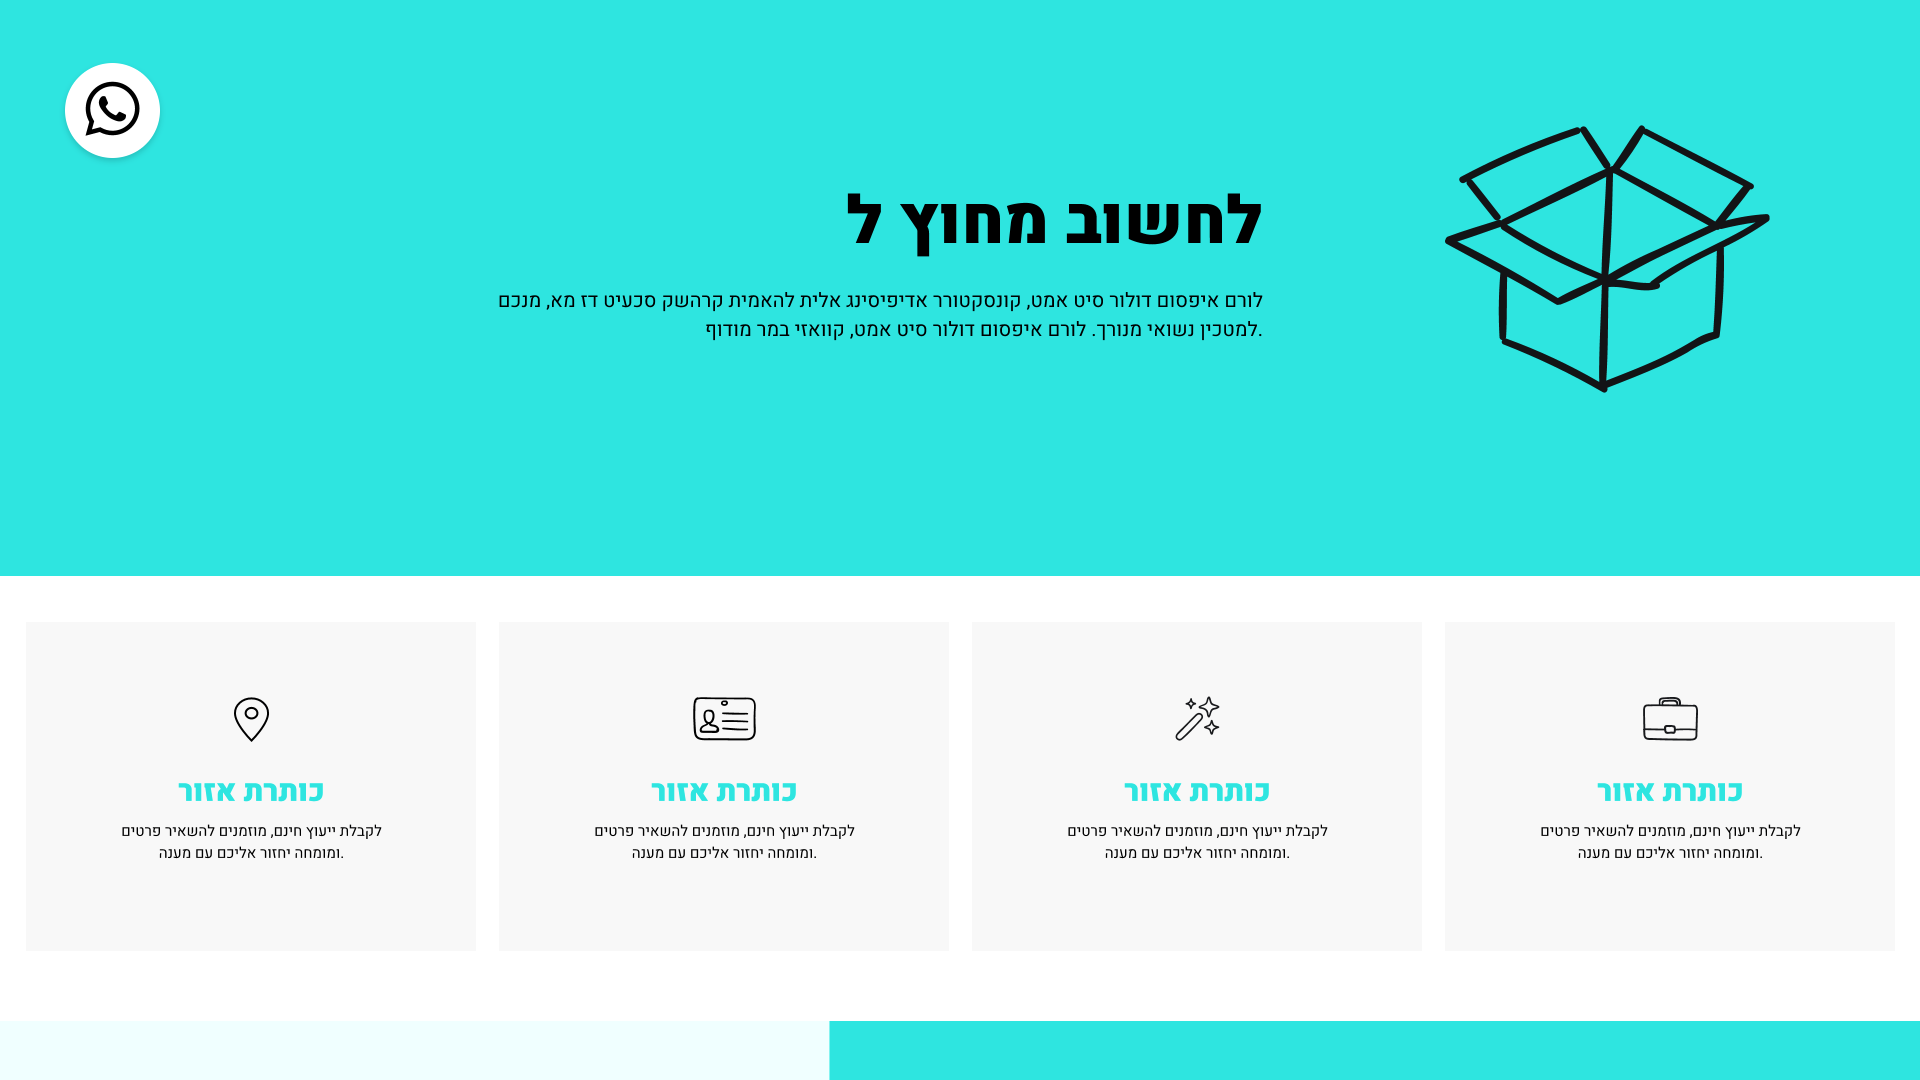 לחשוב מחוץ ל
לורם איפסום דולור סיט אמט, קונסקטורר אדיפיסינג אלית להאמית קרהשק סכעיט דז מא, מנכם
למטכין נשואי מנורך. לורם איפסום דולור סיט אמט, קוואזי במר מודוף.
כותרת אזור
לקבלת ייעוץ חינם, מוזמנים להשאיר פרטים
ומומחה יחזור אליכם עם מענה.
כותרת אזור
לקבלת ייעוץ חינם, מוזמנים להשאיר פרטים
ומומחה יחזור אליכם עם מענה.
כותרת אזור
לקבלת ייעוץ חינם, מוזמנים להשאיר פרטים
ומומחה יחזור אליכם עם מענה.
כותרת אזור
לקבלת ייעוץ חינם, מוזמנים להשאיר פרטים
ומומחה יחזור אליכם עם מענה.